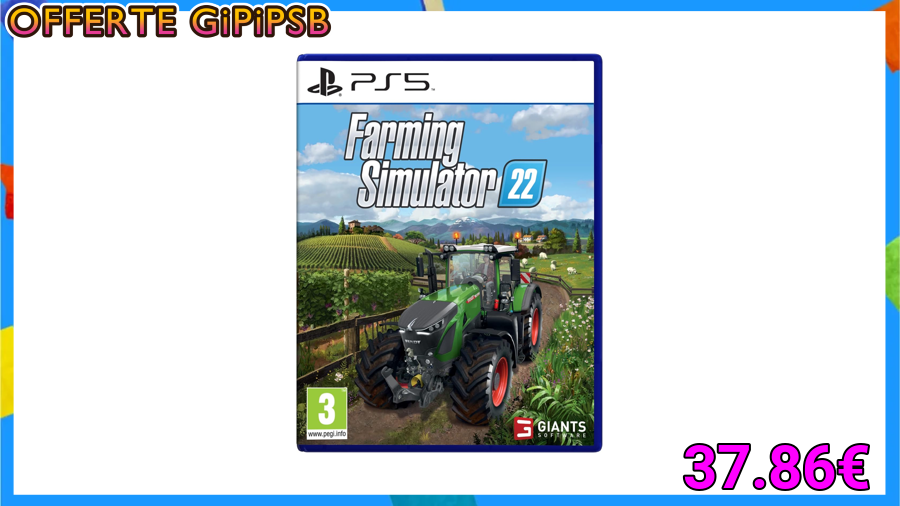 OFFERTE GiPiPSB
PS5
Farming
Simulator 22
3
www.pegi.info
GIANTS
SOFTWARE
37.86€